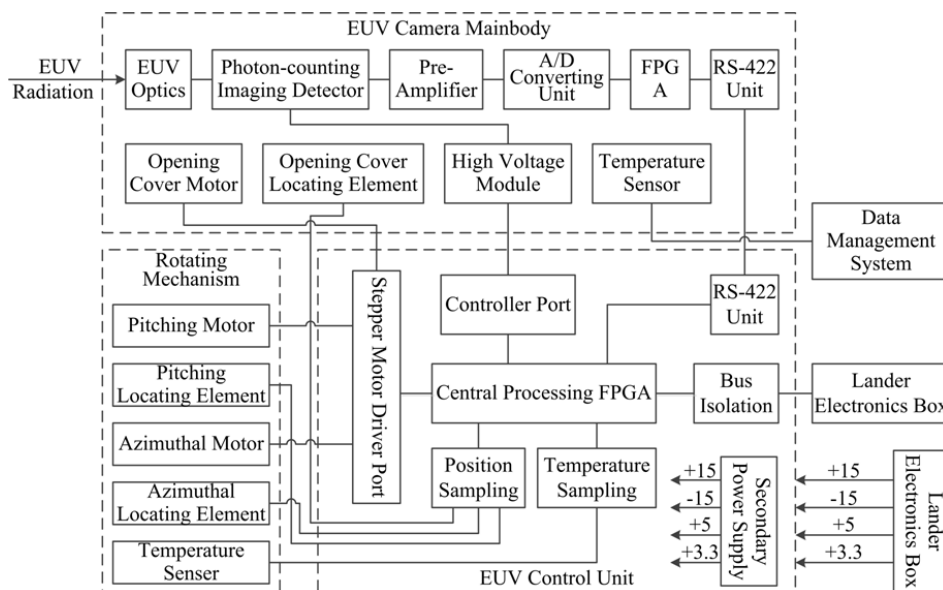 EUV Camera Mainbody
EUV
Radiation
EUV
Optics
Photon-counting
Imaging Detector
Pre-
Amplifier
A/D
Converting
Unit
FPG
A
RS-422
Unit
Opening
Cover Motor
Opening Cover
Locating Element
High Voltage
Module
Temperature
Sensor
Data
Management
System
Rotating
Mechanism
Pitching Motor
Pitching
Locating Element
Azimuthal Motor
Azimuthal
Locating Element
Temperature
Senser
Stepper Motor Driver Port
Controller Port
RS-422
Unit
Central Processing FPGA
Bus
Isolation
Lander
Electronics Box
Position
Sampling
Temperature
Sampling
+15
-15
+5
+3.3
Secondary
Power Supply
+15
-15
+5
+3.3
Lander
Electronics Box
EUV Control Unit